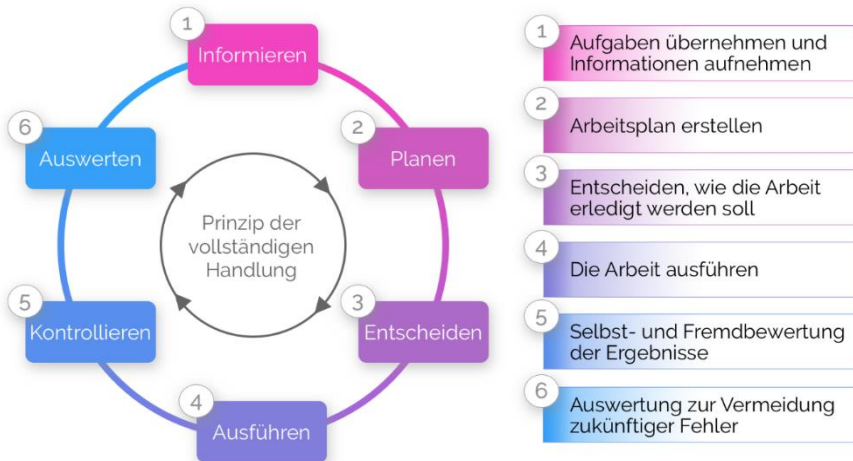 1
Informieren
2
Planen
3
Entscheiden
4
Ausführen
5
Kontrollieren
6
Auswerten
Prinzip der
vollständigen
Handlung
1
Aufgaben übernehmen und
Informationen aufnehmen
2
Arbeitsplan erstellen
3
Entscheiden, wie die Arbeit
erledigt werden soll
4
Die Arbeit ausführen
5
Selbst- und Fremdbewertung
der Ergebnisse
6
Auswertung zur Vermeidung
zukünftiger Fehler